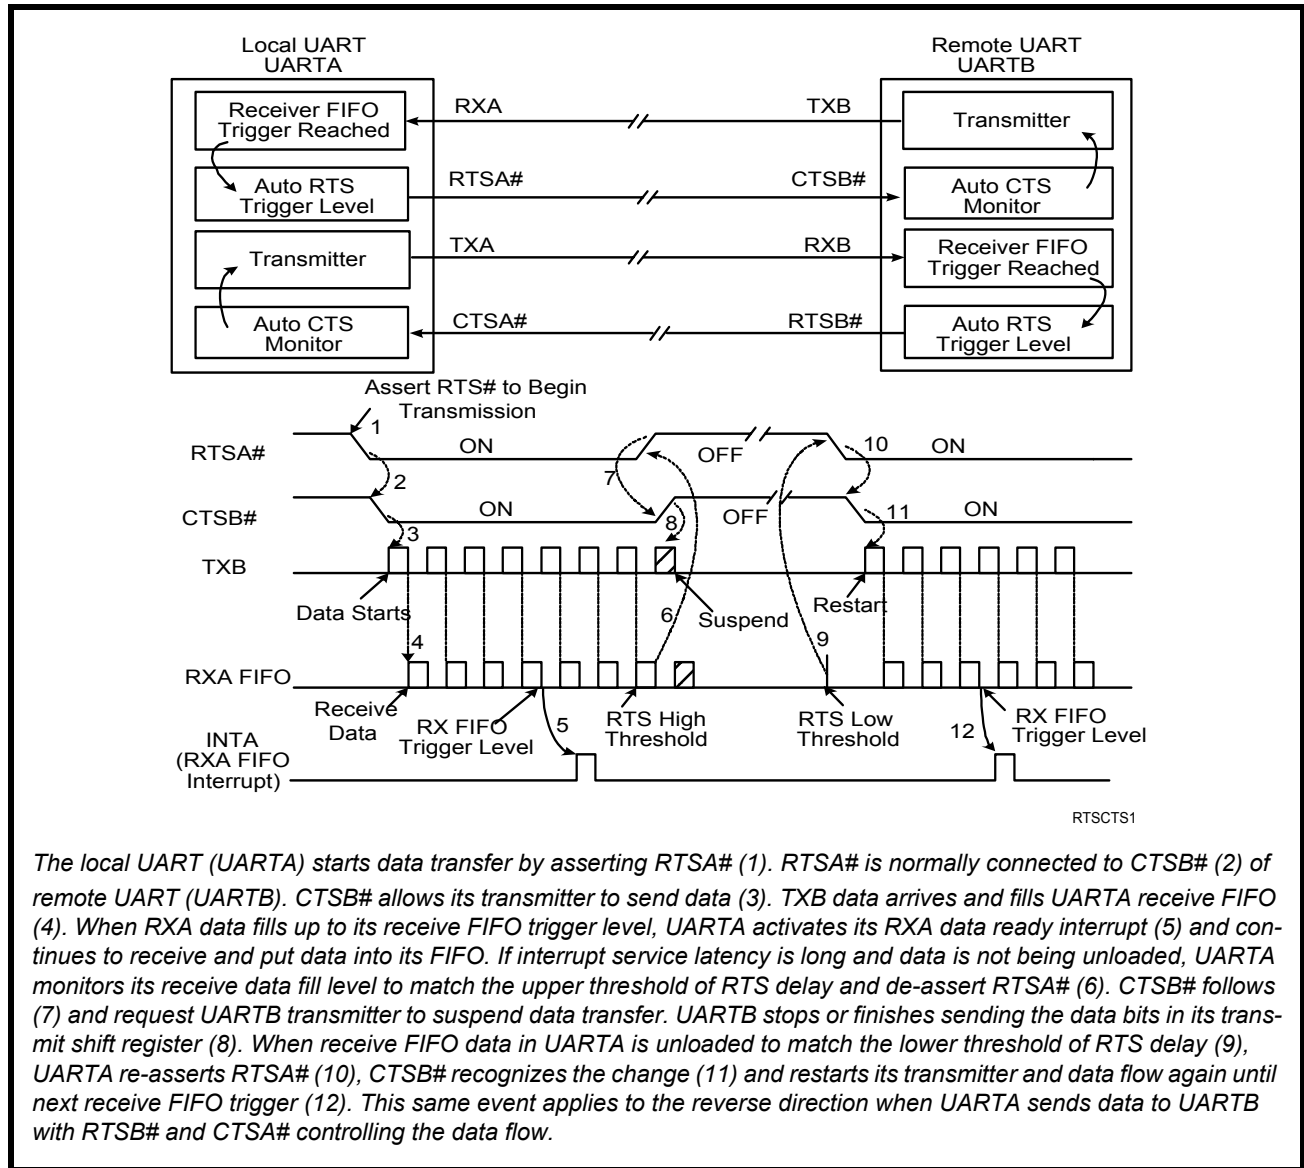 Local UART
UARTA
Remote UART
UARTB
Receiver FIFO
Trigger Reached
RXA
TXB
Transmitter
Auto RTS
Trigger Level
RTSA#
CTSB#
Auto CTS
Monitor
Transmitter
TXA
RXB
Receiver FIFO
Trigger Reached
Auto CTS
Monitor
CTSA#
RTSB#
Auto RTS
Trigger Level
Assert RTS# to Begin
Transmission
1
RTSA#
ON
OFF
10
ON
2
7
CTSB#
ON
OFF
ON
3
8
11
TXB
Data Starts
6
Suspend
Restart
4
9
RXA FIFO
Receive
Data
RX FIFO
Trigger Level
5
RTS High
Threshold
RTS Low
Threshold
12
RX FIFO
Trigger Level
INTA
(RXA FIFO
Interrupt)
RTSCTS1
The local UART (UARTA) starts data transfer by asserting RTSA# (1). RTSA# is normally connected to CTSB# (2) of
remote UART (UARTB). CTSB# allows its transmitter to send data (3). TXB data arrives and fills UARTA receive FIFO
(4). When RXA data fills up to its receive FIFO trigger level, UARTA activates its RXA data ready interrupt (5) and con-
tinues to receive and put data into its FIFO. If interrupt service latency is long and data is not being unloaded, UARTA
monitors its receive data fill level to match the upper threshold of RTS delay and de-assert RTSA# (6). CTSB# follows
(7) and request UARTB transmitter to suspend data transfer. UARTB stops or finishes sending the data bits in its trans-
mit shift register (8). When receive FIFO data in UARTA is unloaded to match the lower threshold of RTS delay (9),
UARTA re-asserts RTSA# (10), CTSB# recognizes the change (11) and restarts its transmitter and data flow again until
next receive FIFO trigger (12). This same event applies to the reverse direction when UARTA sends data to UARTB
with RTSB# and CTSA# controlling the data flow.